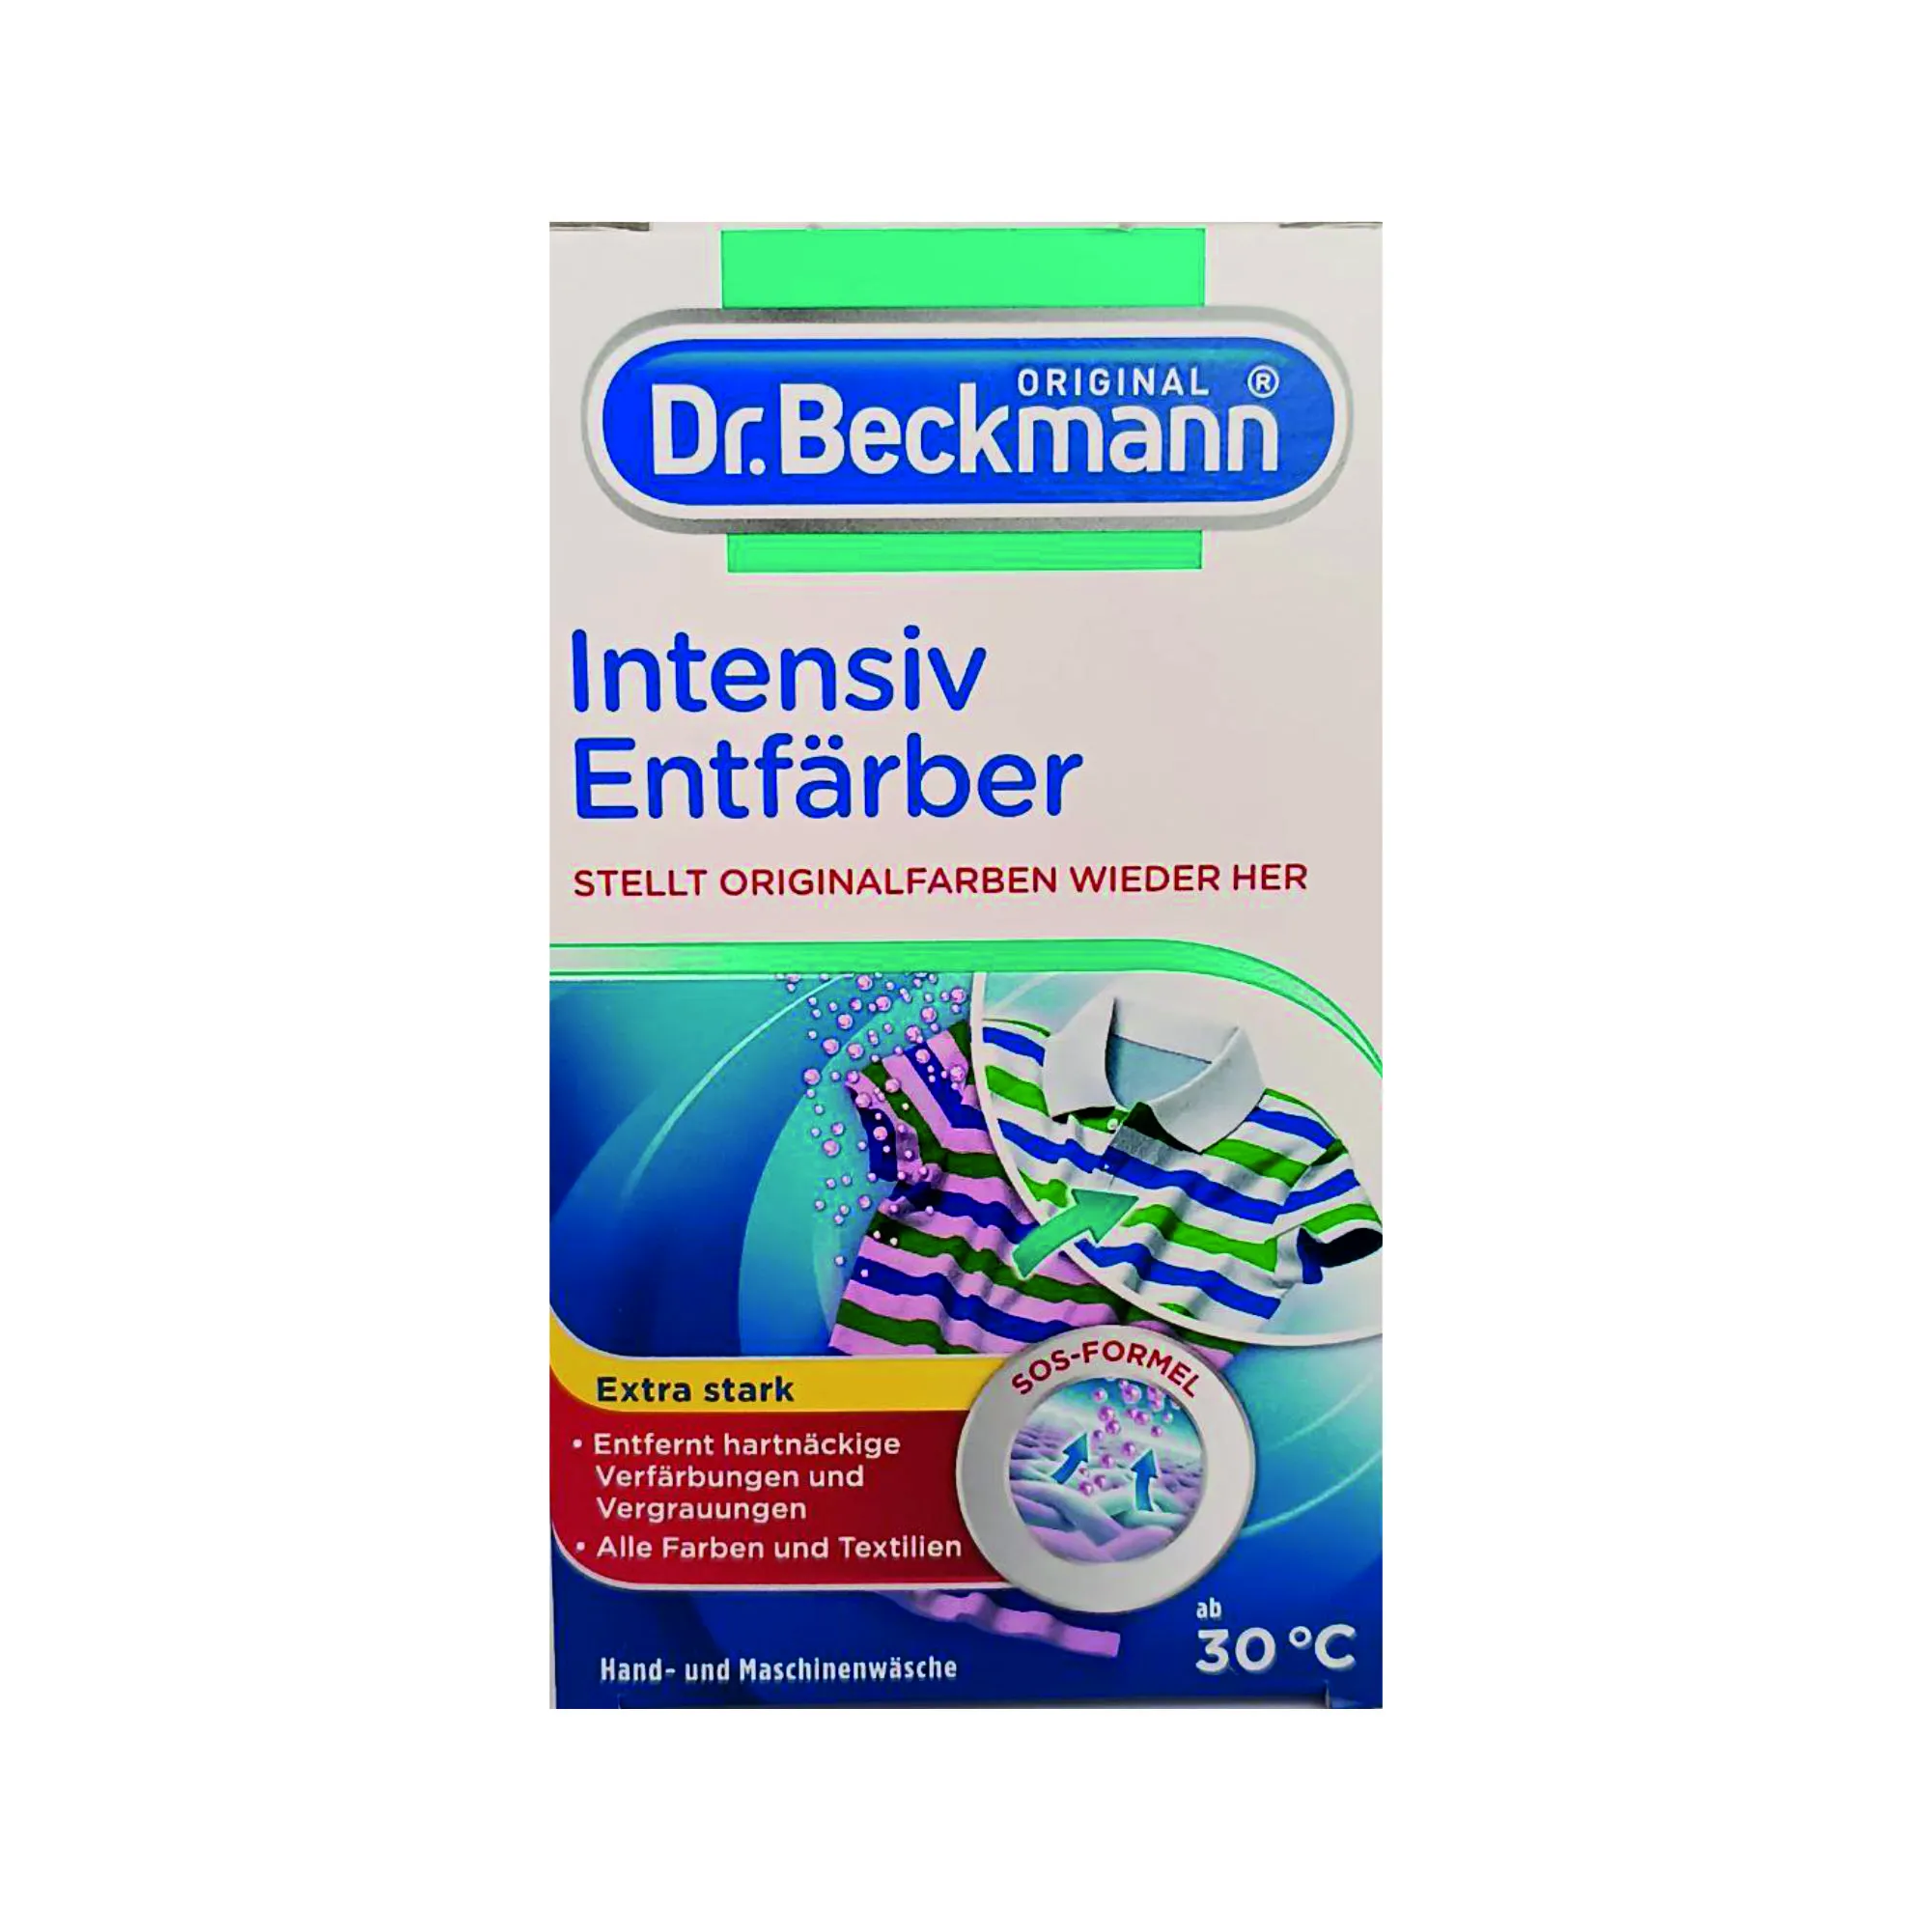 ORIGINAL ®
Dr.Beckmann
Intensiv
Entfärber
STELLT ORIGINALFARBEN WIEDER HER
SOS-FORMEL
Extra stark
• Entfernt hartnäckige
Verfärbungen und
Vergrauungen
• Alle Farben und Textilien
ab
30 °C
Hand- und Maschinenwäsche